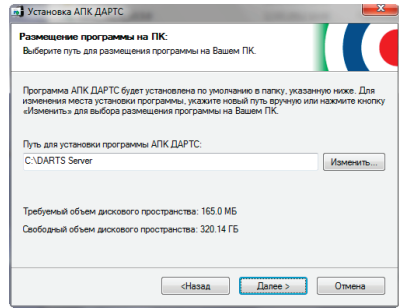 Установка АПК ДАРТС
Размещение программы на ПК:
Выберите путь для размещения программы на Вашем ПК.
Программа АПК ДАРТС будет установлена по умолчанию в папку, указанную ниже. Для
изменения места установки программы, укажите новый путь вручную или нажмите кнопку
«Изменить» для выбора размещения программы на Вашем ПК.
Путь для установки программы АПК ДАРТС:
C:\DARTS Server
Изменить...
Требуемый объем дискового пространства: 165.0 МБ
Свободный объем дискового пространства: 320.14 ГБ
<Назад
Далее >
Отмена